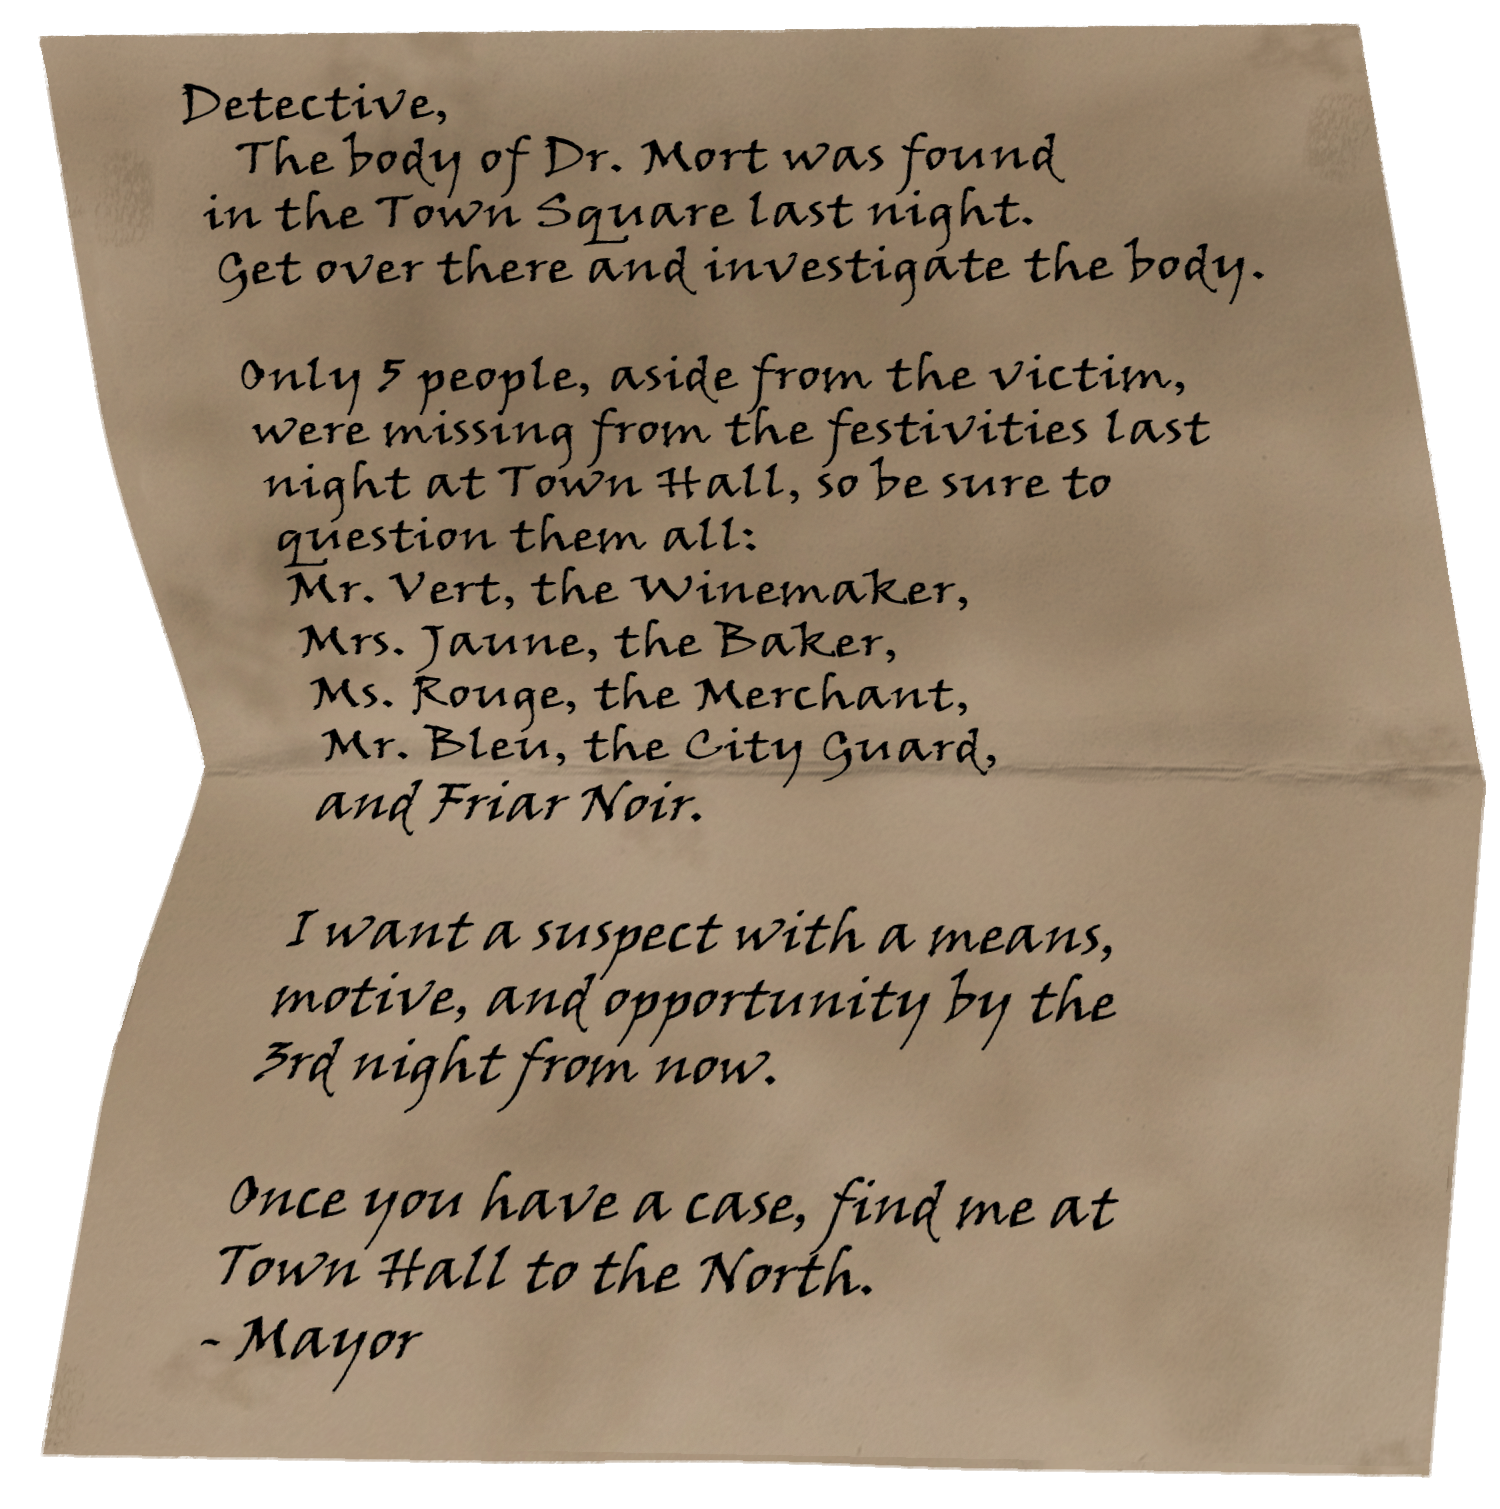 Detective,
The body of Dr. Mort was found
in the Town Square last night.
Get over there and investigate the body.
Only 5 people, aside from the victim,
were missing from the festivities last
night at Town Hall, so be sure to
question them all:
Mr. Vert, the Winemaker,
Mrs. Jaune, the Baker,
Ms. Rouge, the Merchant,
Mr. Bleu, the City Guard,
and Friar Noir.
I want a suspect with a means,
motive, and opportunity by the
3rd night from now.
Once you have a case, find me at
Town Hall to the North.
- Mayor